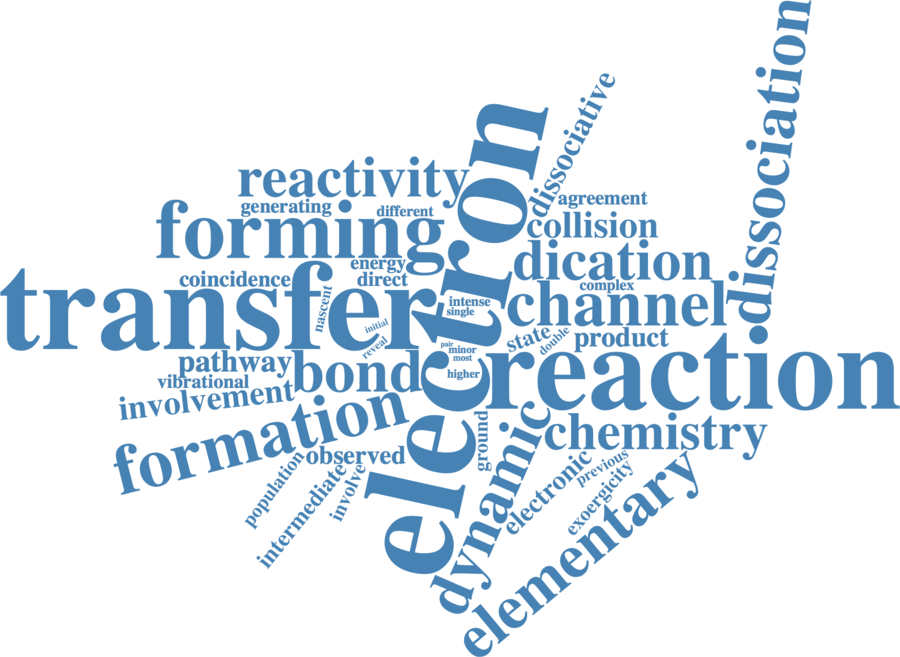 dissociation
dissociative
electron
reactivity
agreement
generating
different
forming
collision
energy
dication
coincidence
direct
complex
transfer
nascent
intense
channel
single
initial
reveal
state
double
product
pair
minor
most
pathway
bond
higher
reaction
vibrational
involvement
formation
ground
dynamic
chemistry
observed
population
intermediate
involve
electronic
previous
exoergicity
elementary